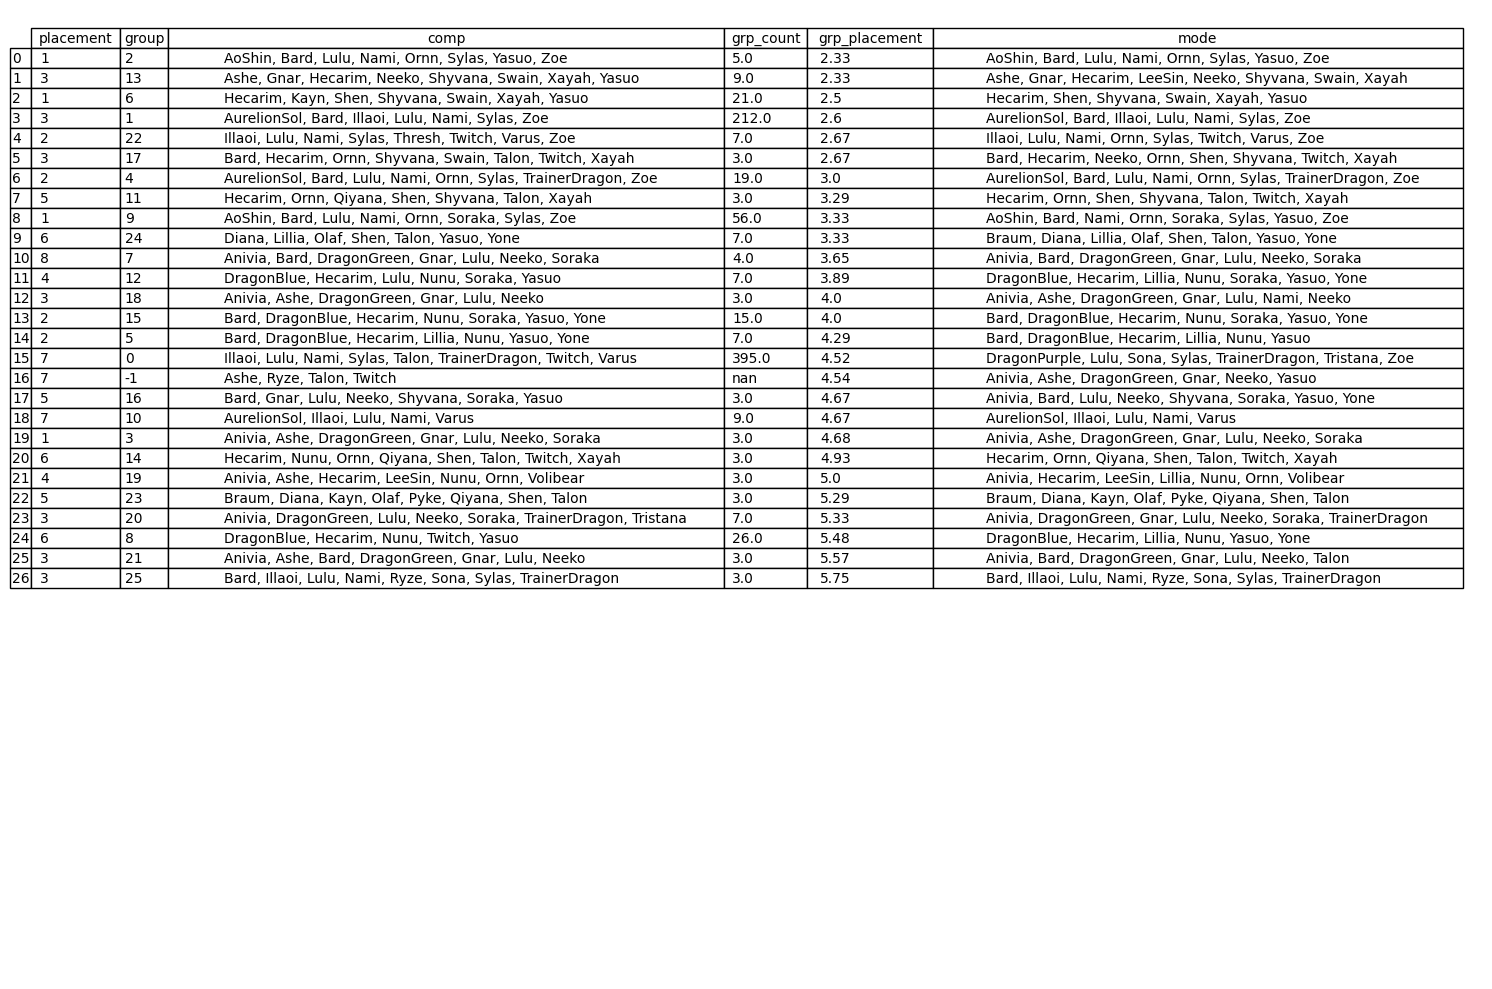 placement group comp grp_count grp_placement mode
0 1 2 AoShin, Bard, Lulu, Nami, Ornn, Sylas, Yasuo, Zoe 5.0 2.33 AoShin, Bard, Lulu, Nami, Ornn, Sylas, Yasuo, Zoe
1 3 13 Ashe, Gnar, Hecarim, Neeko, Shyvana, Swain, Xayah, Yasuo 9.0 2.33 Ashe, Gnar, Hecarim, LeeSin, Neeko, Shyvana, Swain, Xayah
2 1 6 Hecarim, Kayn, Shen, Shyvana, Swain, Xayah, Yasuo 21.0 2.5 Hecarim, Shen, Shyvana, Swain, Xayah, Yasuo
3 3 1 AurelionSol, Bard, Illaoi, Lulu, Nami, Sylas, Zoe 212.0 2.6 AurelionSol, Bard, Illaoi, Lulu, Nami, Sylas, Zoe
4 2 22 Illaoi, Lulu, Nami, Sylas, Thresh, Twitch, Varus, Zoe 7.0 2.67 Illaoi, Lulu, Nami, Ornn, Sylas, Twitch, Varus, Zoe
5 3 17 Bard, Hecarim, Ornn, Shyvana, Swain, Talon, Twitch, Xayah 3.0 2.67 Bard, Hecarim, Neeko, Ornn, Shen, Shyvana, Twitch, Xayah
6 2 4 AurelionSol, Bard, Lulu, Nami, Ornn, Sylas, TrainerDragon, Zoe 19.0 3.0 AurelionSol, Bard, Lulu, Nami, Ornn, Sylas, TrainerDragon, Zoe
7 5 11 Hecarim, Ornn, Qiyana, Shen, Shyvana, Talon, Xayah 3.0 3.29 Hecarim, Ornn, Shen, Shyvana, Talon, Twitch, Xayah
8 1 9 AoShin, Bard, Lulu, Nami, Ornn, Soraka, Sylas, Zoe 56.0 3.33 AoShin, Bard, Nami, Ornn, Soraka, Sylas, Yasuo, Zoe
9 6 24 Diana, Lillia, Olaf, Shen, Talon, Yasuo, Yone 7.0 3.33 Braum, Diana, Lillia, Olaf, Shen, Talon, Yasuo, Yone
10 8 7 Anivia, Bard, DragonGreen, Gnar, Lulu, Neeko, Soraka 4.0 3.65 Anivia, Bard, DragonGreen, Gnar, Lulu, Neeko, Soraka
11 4 12 DragonBlue, Hecarim, Lulu, Nunu, Soraka, Yasuo 7.0 3.89 DragonBlue, Hecarim, Lillia, Nunu, Soraka, Yasuo, Yone
12 3 18 Anivia, Ashe, DragonGreen, Gnar, Lulu, Neeko 3.0 4.0 Anivia, Ashe, DragonGreen, Gnar, Lulu, Nami, Neeko
13 2 15 Bard, DragonBlue, Hecarim, Nunu, Soraka, Yasuo, Yone 15.0 4.0 Bard, DragonBlue, Hecarim, Nunu, Soraka, Yasuo, Yone
14 2 5 Bard, DragonBlue, Hecarim, Lillia, Nunu, Yasuo, Yone 7.0 4.29 Bard, DragonBlue, Hecarim, Lillia, Nunu, Yasuo
15 7 0 Illaoi, Lulu, Nami, Sylas, Talon, TrainerDragon, Twitch, Varus 395.0 4.52 DragonPurple, Lulu, Sona, Sylas, TrainerDragon, Tristana, Zoe
16 7 -1 Ashe, Ryze, Talon, Twitch nan 4.54 Anivia, Ashe, DragonGreen, Gnar, Neeko, Yasuo
17 5 16 Bard, Gnar, Lulu, Neeko, Shyvana, Soraka, Yasuo 3.0 4.67 Anivia, Bard, Lulu, Neeko, Shyvana, Soraka, Yasuo, Yone
18 7 10 AurelionSol, Illaoi, Lulu, Nami, Varus 9.0 4.67 AurelionSol, Illaoi, Lulu, Nami, Varus
19 1 3 Anivia, Ashe, DragonGreen, Gnar, Lulu, Neeko, Soraka 3.0 4.68 Anivia, Ashe, DragonGreen, Gnar, Lulu, Neeko, Soraka
20 6 14 Hecarim, Nunu, Ornn, Qiyana, Shen, Talon, Twitch, Xayah 3.0 4.93 Hecarim, Ornn, Qiyana, Shen, Talon, Twitch, Xayah
21 4 19 Anivia, Ashe, Hecarim, LeeSin, Nunu, Ornn, Volibear 3.0 5.0 Anivia, Hecarim, LeeSin, Lillia, Nunu, Ornn, Volibear
22 5 23 Braum, Diana, Kayn, Olaf, Pyke, Qiyana, Shen, Talon 3.0 5.29 Braum, Diana, Kayn, Olaf, Pyke, Qiyana, Shen, Talon
23 3 20 Anivia, DragonGreen, Lulu, Neeko, Soraka, TrainerDragon, Tristana 7.0 5.33 Anivia, DragonGreen, Gnar, Lulu, Neeko, Soraka, TrainerDragon
24 6 8 DragonBlue, Hecarim, Nunu, Twitch, Yasuo 26.0 5.48 DragonBlue, Hecarim, Lillia, Nunu, Yasuo, Yone
25 3 21 Anivia, Ashe, Bard, DragonGreen, Gnar, Lulu, Neeko 3.0 5.57 Anivia, Bard, DragonGreen, Gnar, Lulu, Neeko, Talon
26 3 25 Bard, Illaoi, Lulu, Nami, Ryze, Sona, Sylas, TrainerDragon 3.0 5.75 Bard, Illaoi, Lulu, Nami, Ryze, Sona, Sylas, TrainerDragon